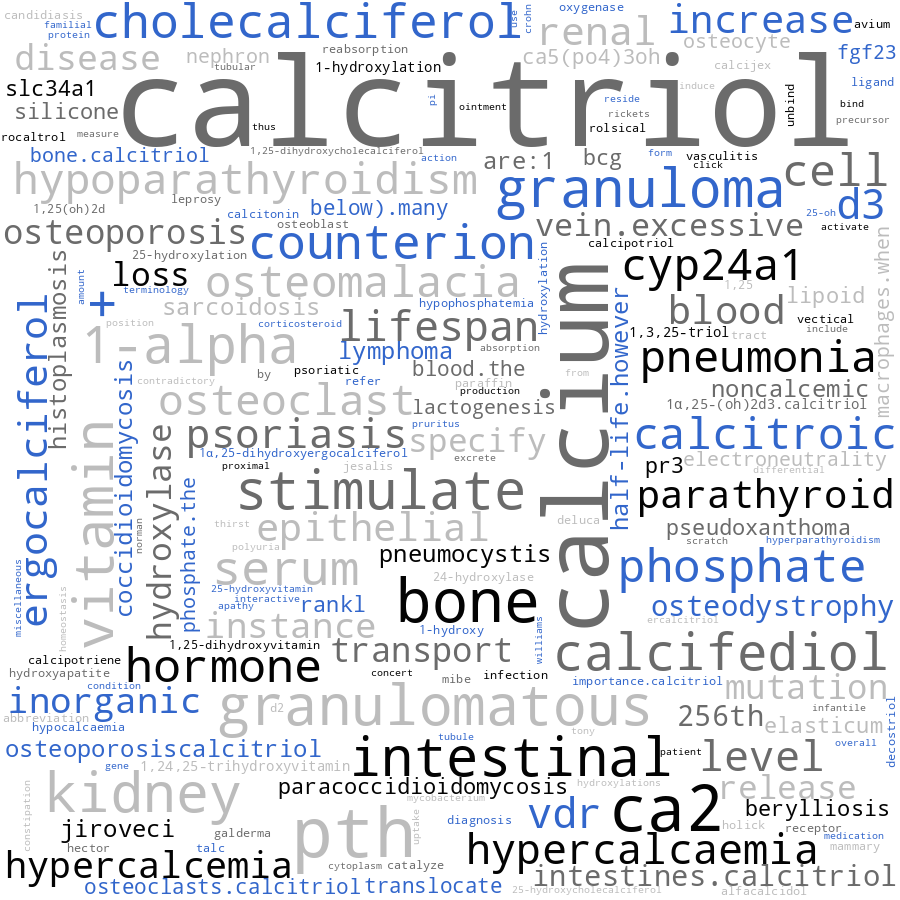 candidiasis
familial
protein
cholecalciferol
use
crohn
oxygenase
renal
increase
avium
disease
nephron
tubular
reabsorption
1-hydroxylation
ca5(po4)3oh
osteocyte
calcijex
fgf23
slc34a1
silicone
calcitriol
ligand
pi
ointment
reside
induce
rickets
rolsical
unbind
bind
precursor
rocaltrol
measure
thus
1,25-dihydroxycholecalciferol
bone.calcitriol
action
are:1
bcg
form
vasculitis
click
cell
hypoparathyroidism
leprosy
granuloma
d3
1,25(oh)2d
calcitonin
below).many
25-oh
activate
osteoporosis
osteoblast
counterion
vein.excessive
calcipotriol
25-hydroxylation
histoplasmosis
amount
loss
terminology
+
osteomalacia
hydroxylation
calcium
cyp24a1
1,25
sarcoidosis
hypophosphatemia
half-life.however
blood
lipoid
macrophages.when
position
corticosteroid
lifespan
vectical
include
1,3,25-triol
tract
1-alpha
lymphoma
absorption
pneumonia
ergocalciferol
coccidioidomycosis
contradictory
by
psoriatic
refer
blood.the
paraffin
production
from
noncalcemic
osteoclast
lactogenesis
1α,25-(oh)2d3.calcitriol
vitamin
hydroxylase
psoriasis
pruritus
specify
calcitroic
1α,25-dihydroxyergocalciferol
excrete
proximal
jesalis
pr3
electroneutrality
differential
phosphate.the
stimulate
parathyroid
norman
thirst
epithelial
deluca
pseudoxanthoma
scratch
hyperparathyroidism
polyuria
pneumocystis
miscellaneous
homeostasis
serum
24-hydroxylase
phosphate
25-hydroxyvitamin
interactive
apathy
rankl
bone
osteodystrophy
instance
1-hydroxy
williams
ercalcitriol
1,25-dihydroxyvitamin
transport
calcifediol
calcipotriene
hydroxyapatite
hormone
concert
mibe
infection
importance.calcitriol
condition
mutation
inorganic
abbreviation
hypocalcaemia
d2
granulomatous
256th
infantile
elasticum
decostriol
osteoporosiscalcitriol
tubule
tony
patient
overall
gene
1,24,25-trihydroxyvitamin
intestinal
level
constipation
kidney
paracoccidioidomycosis
hydroxylations
release
mycobacterium
ca2
berylliosis
jiroveci
galderma
pth
uptake
diagnosis
vdr
holick
receptor
medication
hector
talc
mammary
hypercalcemia
cytoplasm
catalyze
hypercalcaemia
intestines.calcitriol
osteoclasts.calcitriol
translocate
25-hydroxycholecalciferol
alfacalcidol